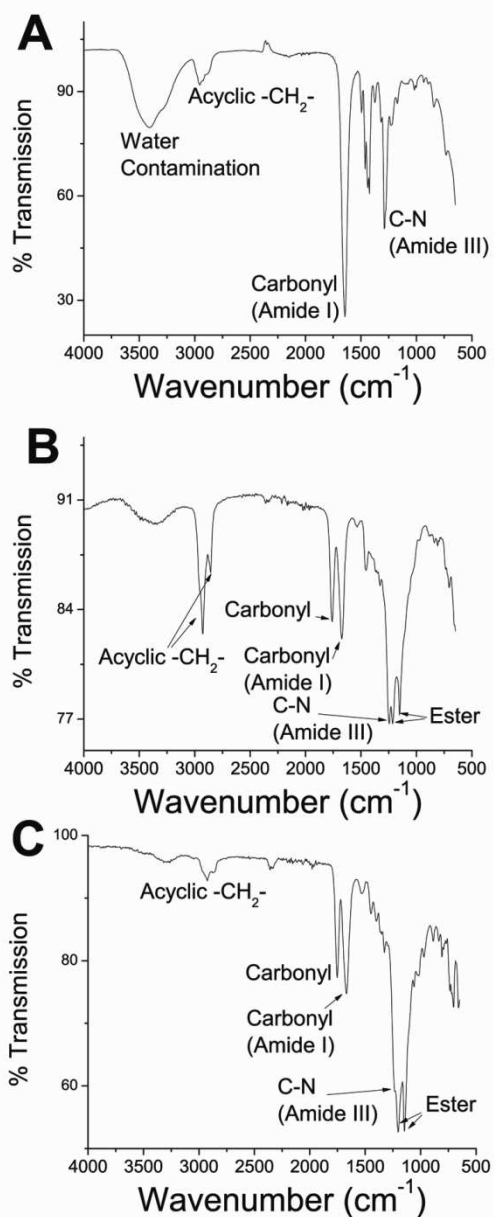 A
90
60
30
% Transmission
Acyclic -CH₂-
Water
Contamination
C-N
(Amide III)
Carbonyl
(Amide I)
4000 3500 3000 2500 2000 1500 1000 500
Wavenumber (cm⁻¹)
B
91
84
77
% Transmission
Carbonyl
Acyclic -CH₂-
Carbonyl
(Amide I)
C-N
(Amide III)
Ester
4000 3500 3000 2500 2000 1500 1000 500
Wavenumber (cm⁻¹)
C
100
80
60
% Transmission
Acyclic -CH₂-
Carbonyl
Carbonyl
(Amide I)
C-N
(Amide III)
Ester
4000 3500 3000 2500 2000 1500 1000 500
Wavenumber (cm⁻¹)